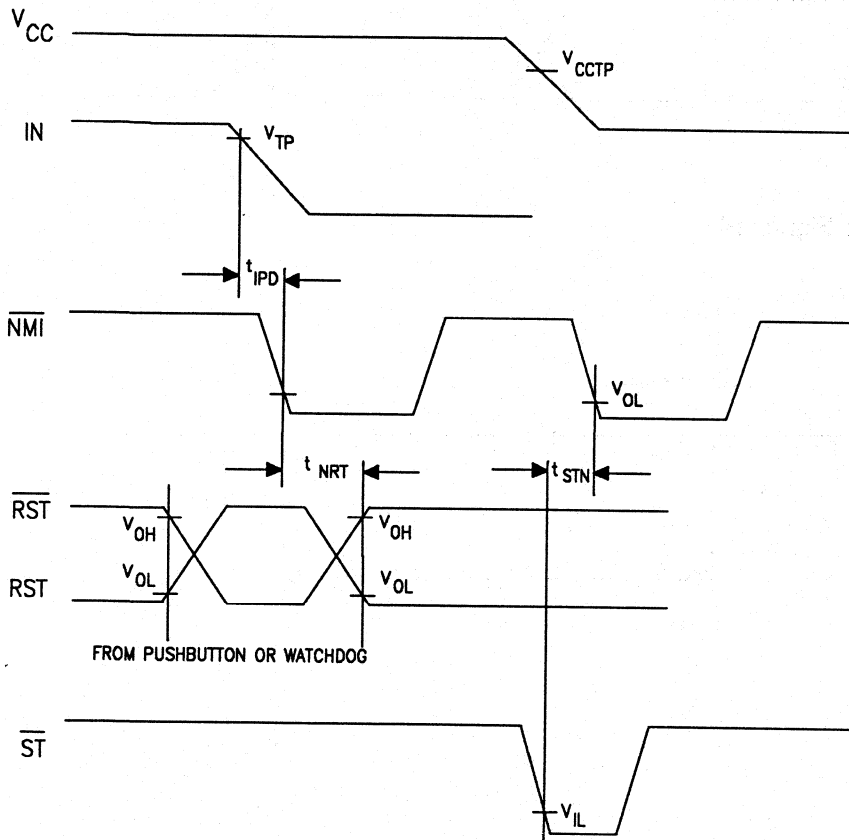 VCC
VCCTP
IN
VTP
tIPD
NMI
VOL
t NRT
tSTN
RST
VOH
VOH
VOL
VOL
RST
FROM PUSHBUTTON OR WATCHDOG
ST
VIL